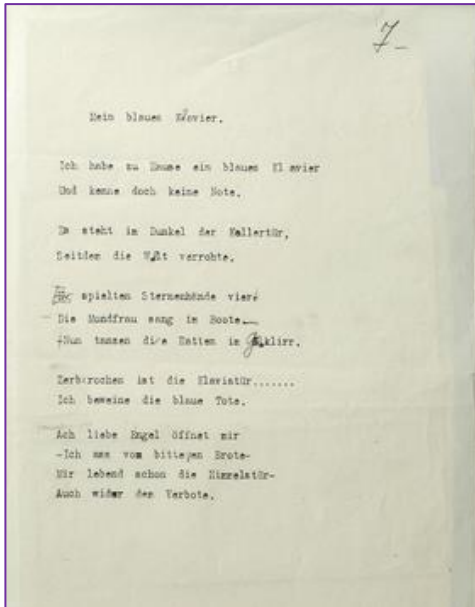 7
Mein blaues Klavier.
Ich habe zu Hause ein blaues Klavier
Und kenne doch keine Note.
Es steht im Dunkel der Kellertür,
Seitdem die Welt verrohte.
spielten Sternenhände vier
Die Mondfrau sang im Boote
Nun tanzen die Ratten im Geklirr.
Zerbrochen ist die Klaviatür.......
Ich beweine die blaue Tote.
Ach liebe Engel öffnet mir
-Ich ass vom bitteren Brote-
Mir lebend schon die Himmelstür-
Auch wider dem Verbote.